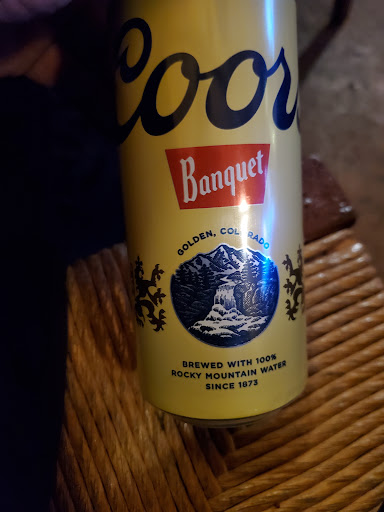 Coors
Banquet
GOLDEN, COLORADO
BREWED WITH 100%
ROCKY MOUNTAIN WATER
SINCE 1873